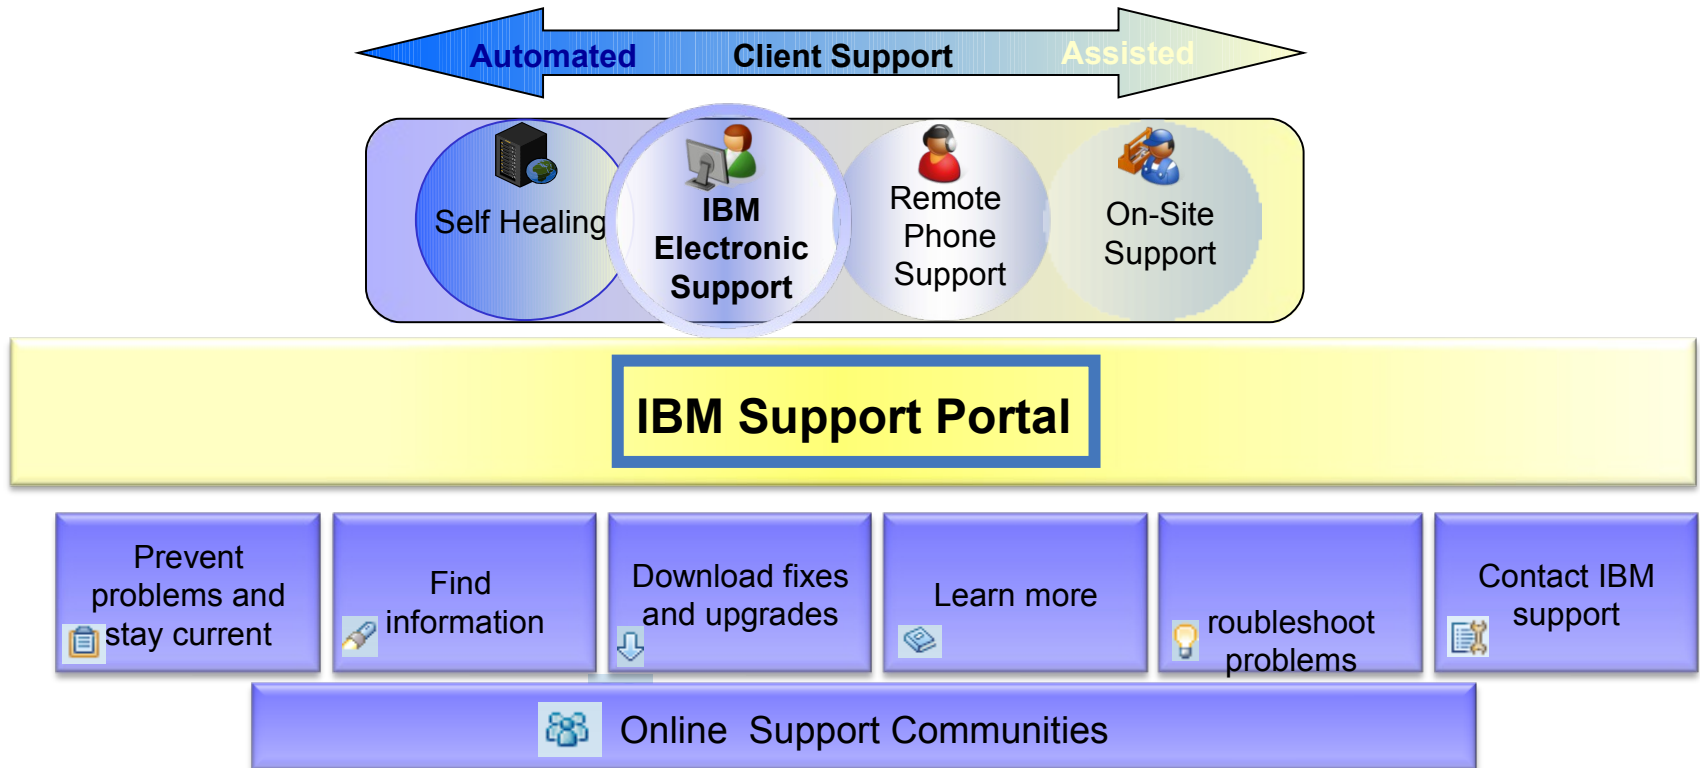 Automated Client Support Assisted
Self Healing
IBM
Electronic
Support
Remote
Phone
Support
On-Site
Support
IBM Support Portal
Prevent
problems and
stay current
Find
information
Download fixes
and upgrades
Learn more
roubleshoot
problems
Contact IBM
support
Online Support Communities